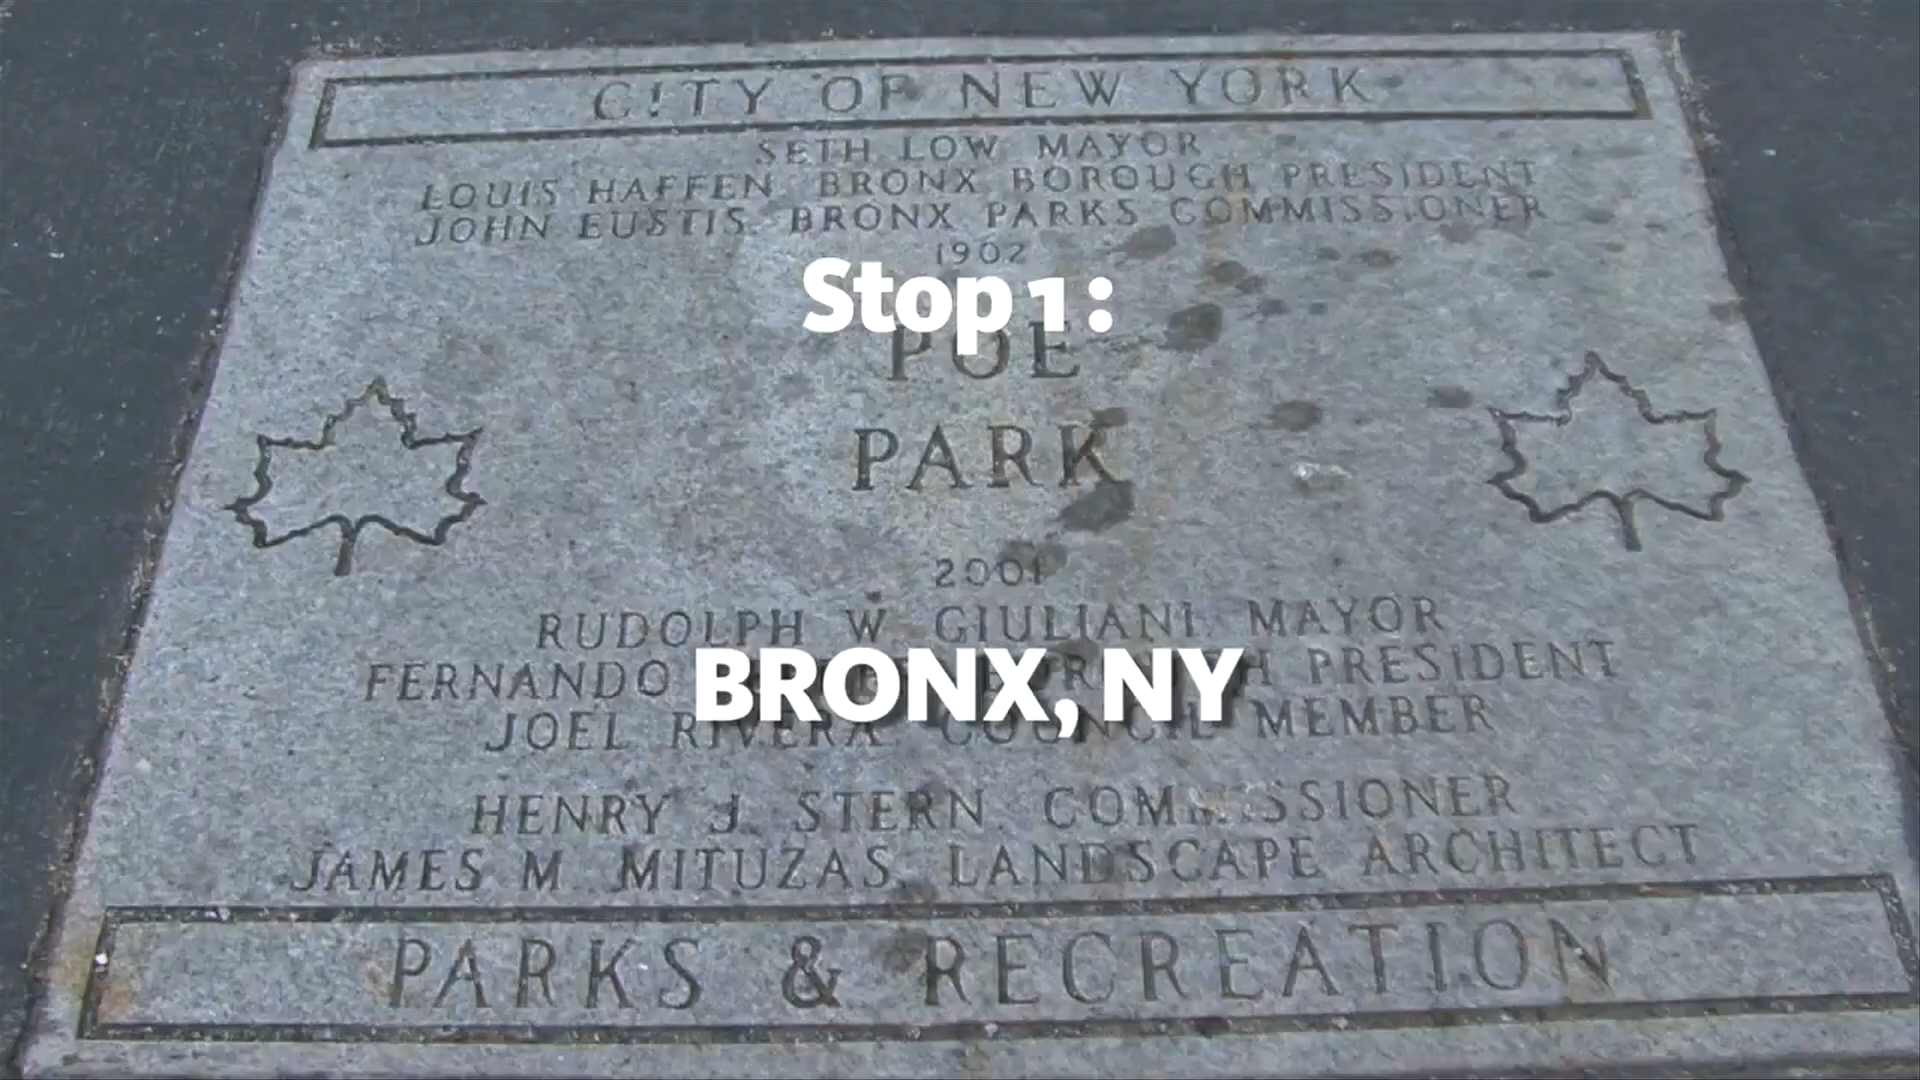 CITY OF NEW YORK
SETH LOW MAYOR
LOUIS HAFFEN BRONX BOROUGH PRESIDENT
JOHN EUSTIS BRONX PARKS COMMISSIONER
1902
Stop 1:
POE
PARK
2001
RUDOLPH W GIULIANI MAYOR
FERNANDO PRESIDENT
BRONX, NY
JOEL RIVERA COUNCIL MEMBER
HENRY J. STERN COMMISSIONER
JAMES M MITUZAS, LANDSCAPE ARCHITECT
PARKS & RECREATION